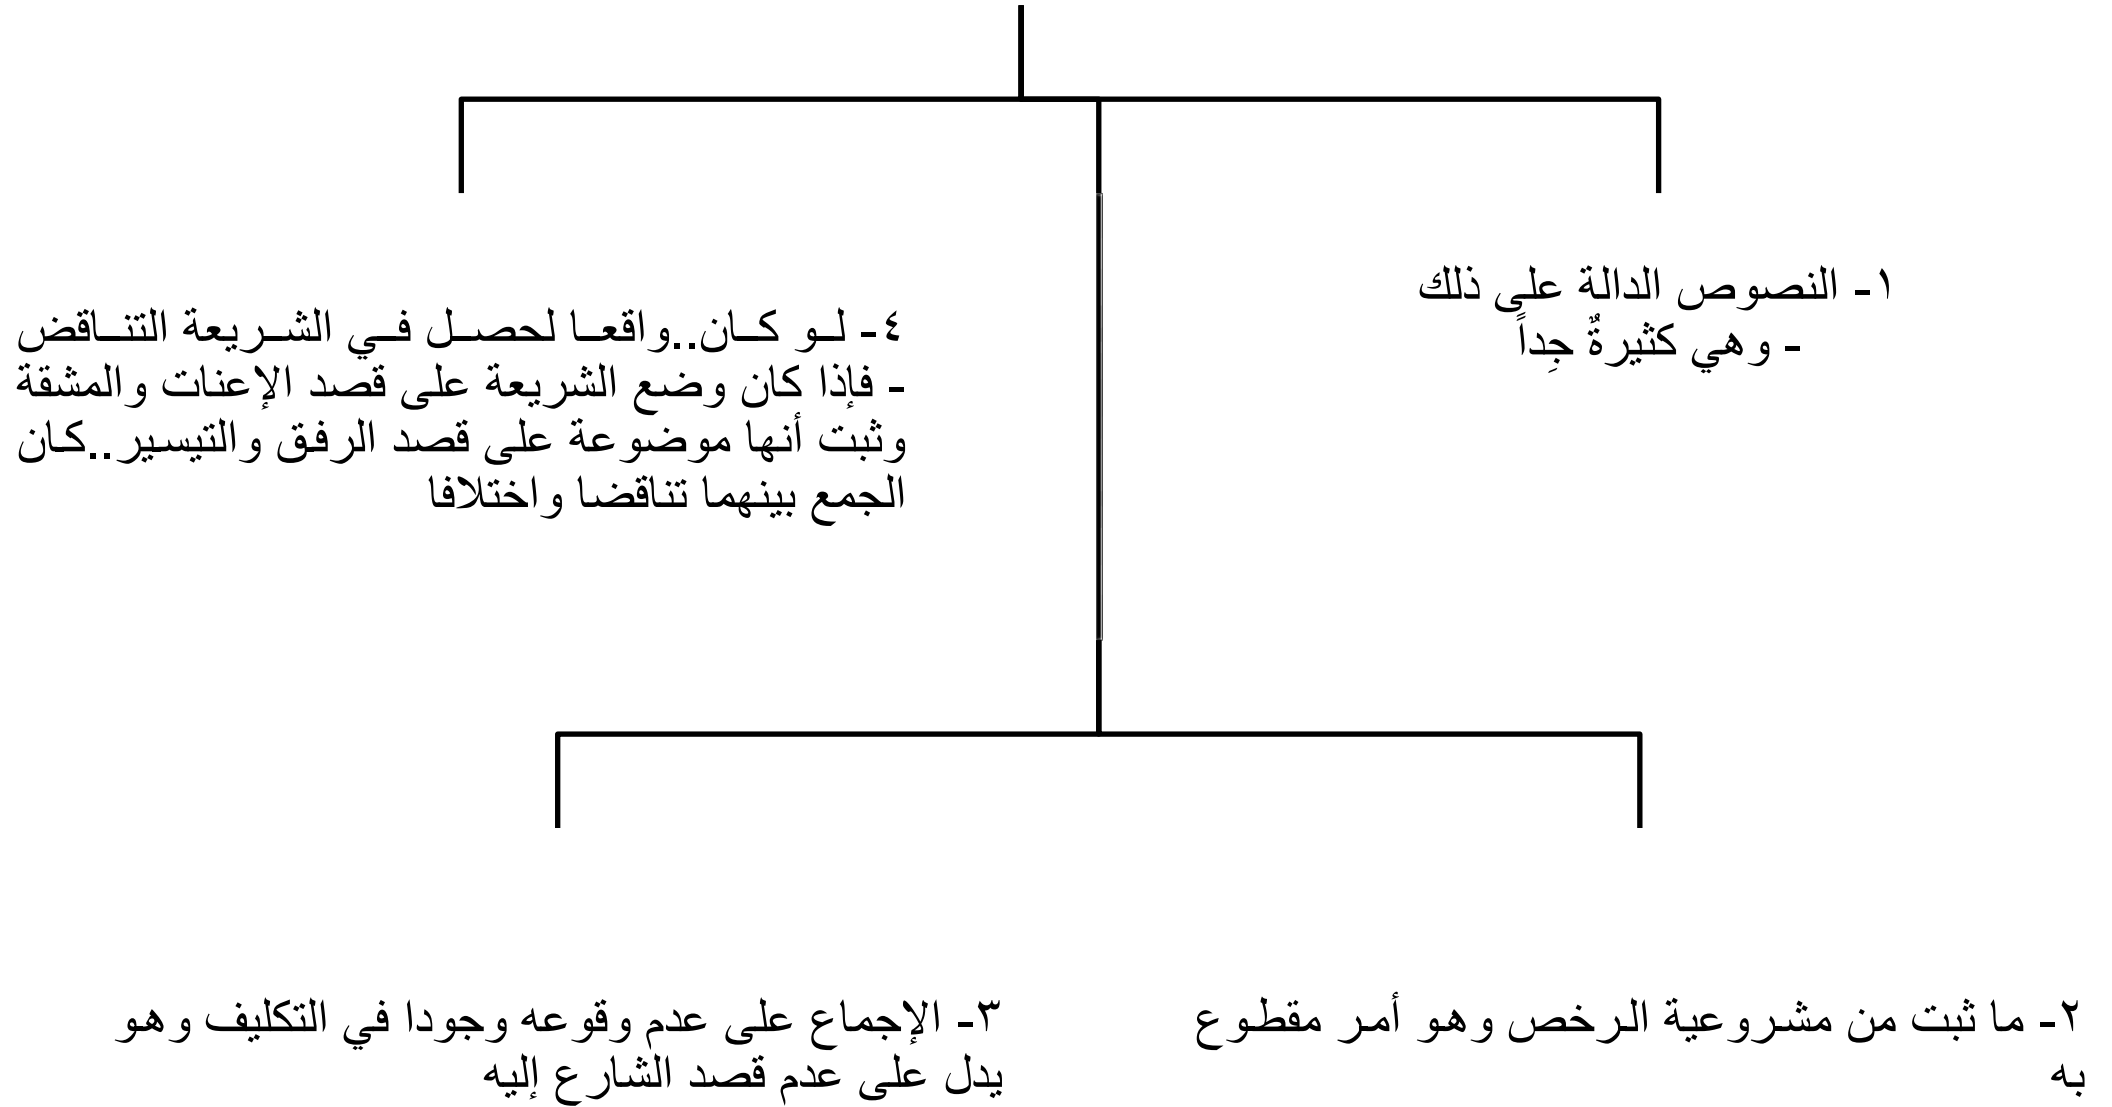 ١- النصوص الدالة على ذلك
- وهي كثيرةٌ جِداً
٤- لو كان..واقعا لحصل في الشريعة التناقض
- فإذا كان وضع الشريعة على قصد الإعنات والمشقة
وثبت أنها موضوعة على قصد الرفق والتيسير..كان
الجمع بينهما تناقضا واختلافا
٢- ما ثبت من مشروعية الرخص وهو أمر مقطوع
به
٣- الإجماع على عدم وقوعه وجودا في التكليف وهو
يدل على عدم قصد الشارع إليه